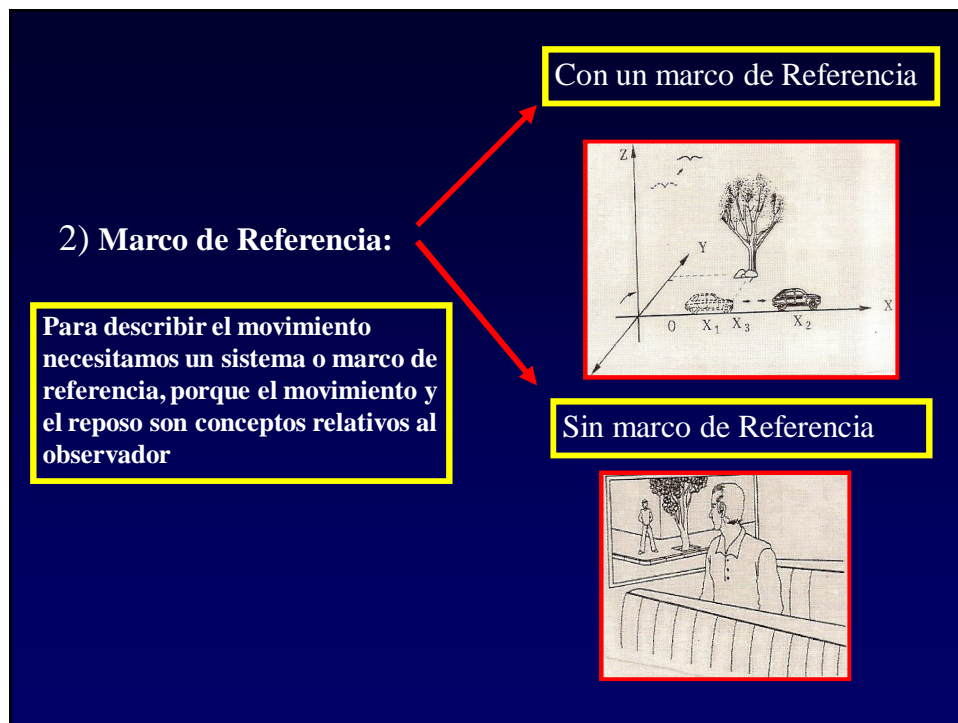 Con un marco de Referencia
Z
Y
X
O X₁ X₃ X₂
2) Marco de Referencia:
Para describir el movimiento
necesitamos un sistema o marco de
referencia, porque el movimiento y
el reposo son conceptos relativos al
observador
Sin marco de Referencia